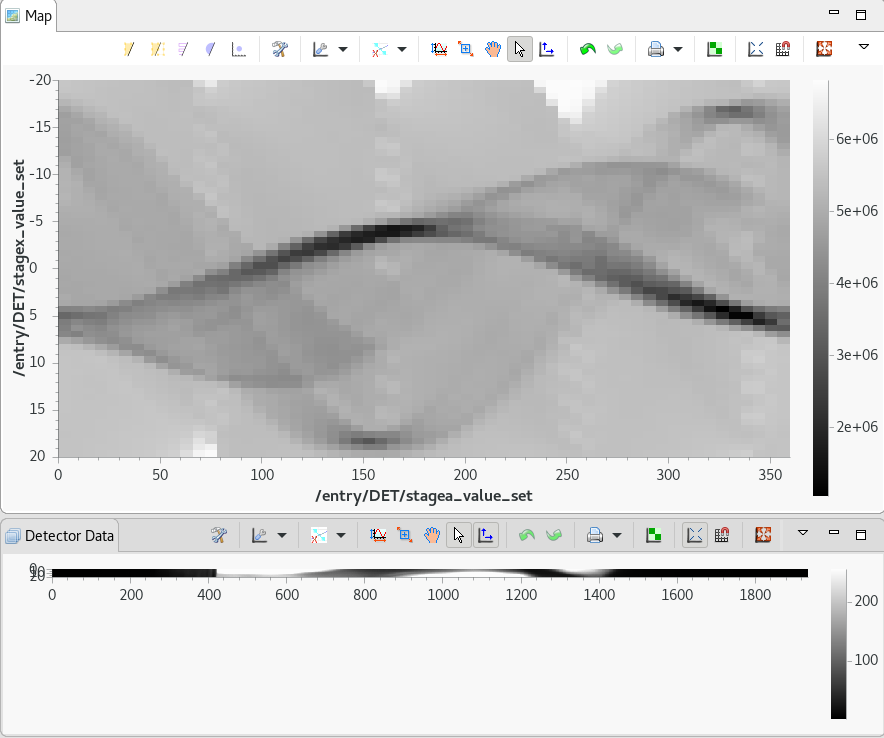 Map
-20
-15
-10
-5
0
5
10
15
20
/entry/DET/stagex_value_set
0 50 100 150 200 250 300 350
/entry/DET/stagea_value_set
6e+06
5e+06
4e+06
3e+06
2e+06
Detector Data
0
20
0 200 400 600 800 1000 1200 1400 1600 1800
200
100